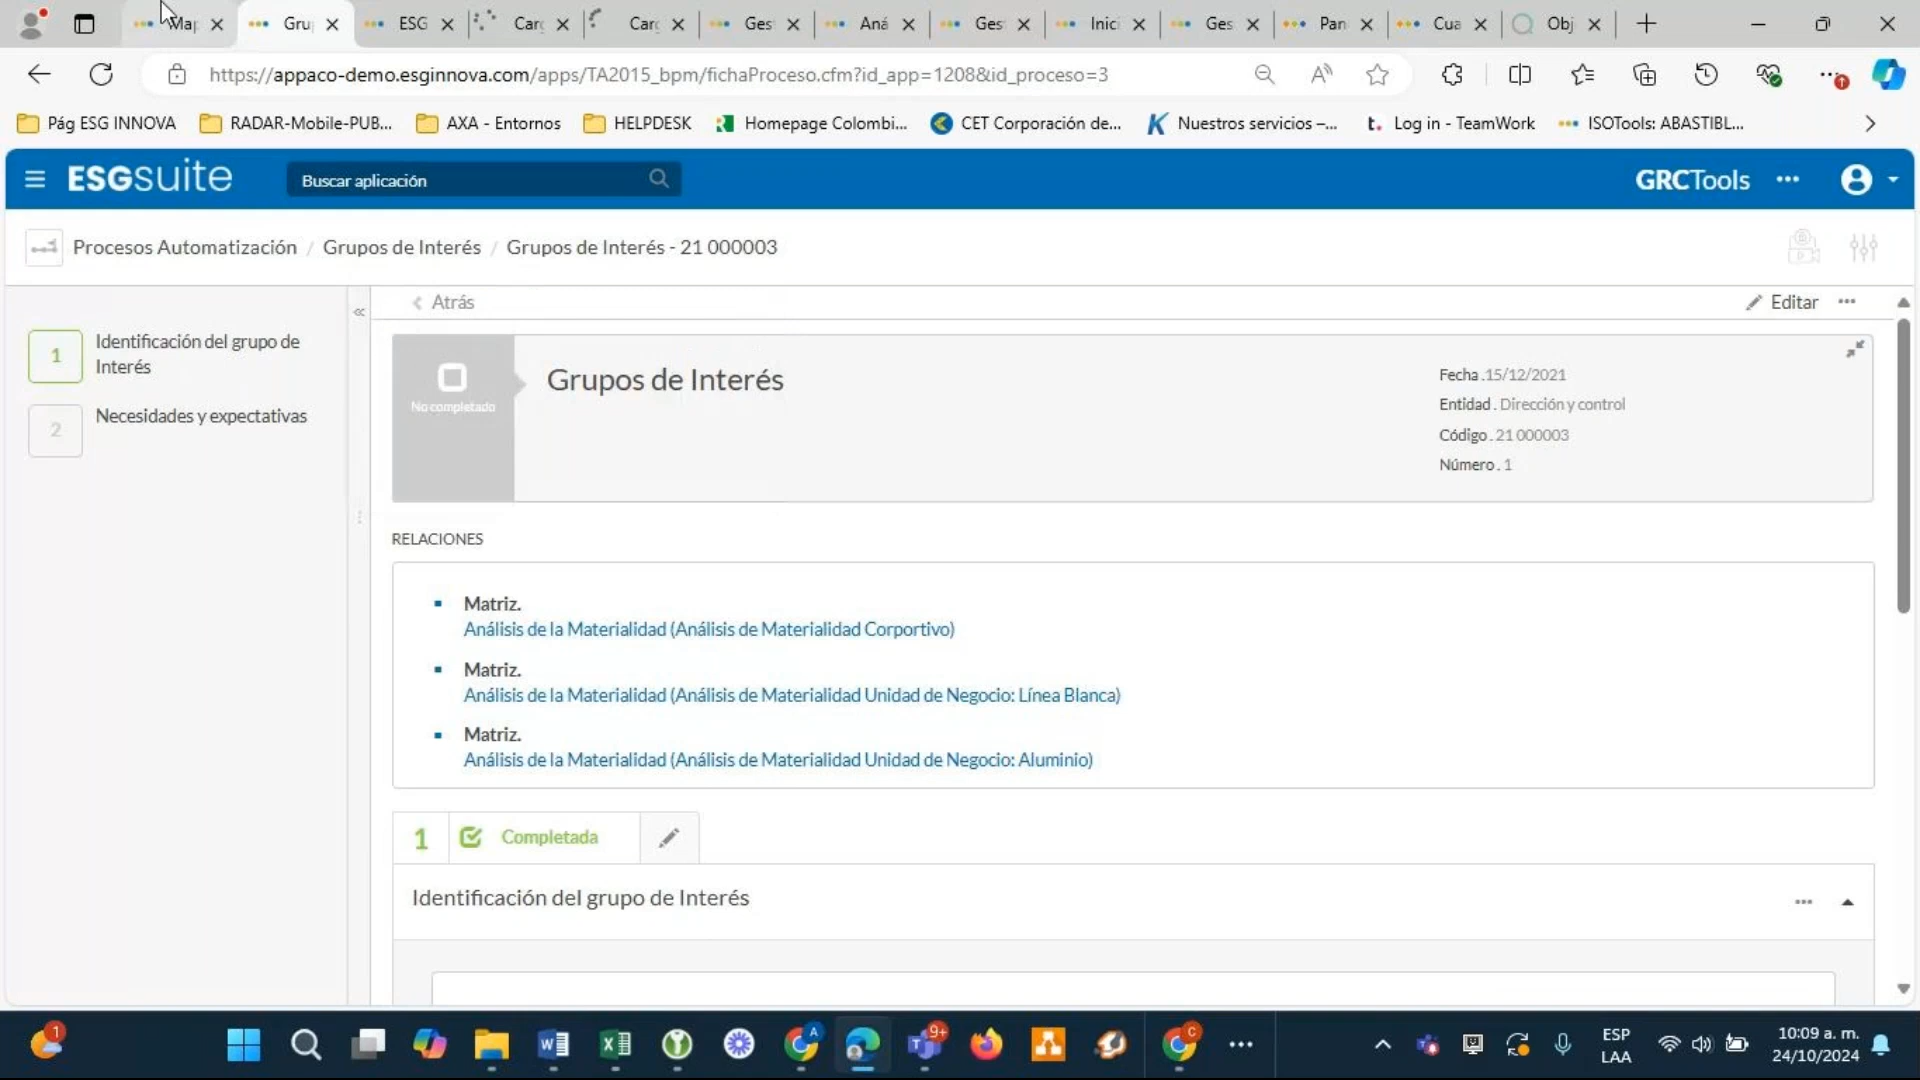 Map
Gru
ESG
Car
Car
Ges
Aná
Ges
Inic
Ges
Pan
Cua
Obj
https://appaco-demo.esginnova.com/apps/TA2015_bpm/fichaProceso.cfm?id_app=1208&id_proceso=3
Pág ESG INNOVA
RADAR-Mobile-PUB...
AXA - Entornos
HELPDESK
Homepage Colombi...
CET Corporación de...
Nuestros servicios –...
Log in - TeamWork
ISOTools: ABASTIBL...
ESGsuite
Buscar aplicación
GRCTools
Procesos Automatización / Grupos de Interés / Grupos de Interés - 21 000003
1
Identificación del grupo de
Interés
2
Necesidades y expectativas
Atrás
Editar
No completado
Grupos de Interés
Fecha . 15/12/2021
Entidad . Dirección y control
Código . 21 000003
Número . 1
RELACIONES
Matriz.
Análisis de la Materialidad (Análisis de Materialidad Corportivo)
Matriz.
Análisis de la Materialidad (Análisis de Materialidad Unidad de Negocio: Línea Blanca)
Matriz.
Análisis de la Materialidad (Análisis de Materialidad Unidad de Negocio: Aluminio)
1 Completada
Identificación del grupo de Interés
1
A
9+
C
ESP
LAA
10:09 a. m.
24/10/2024